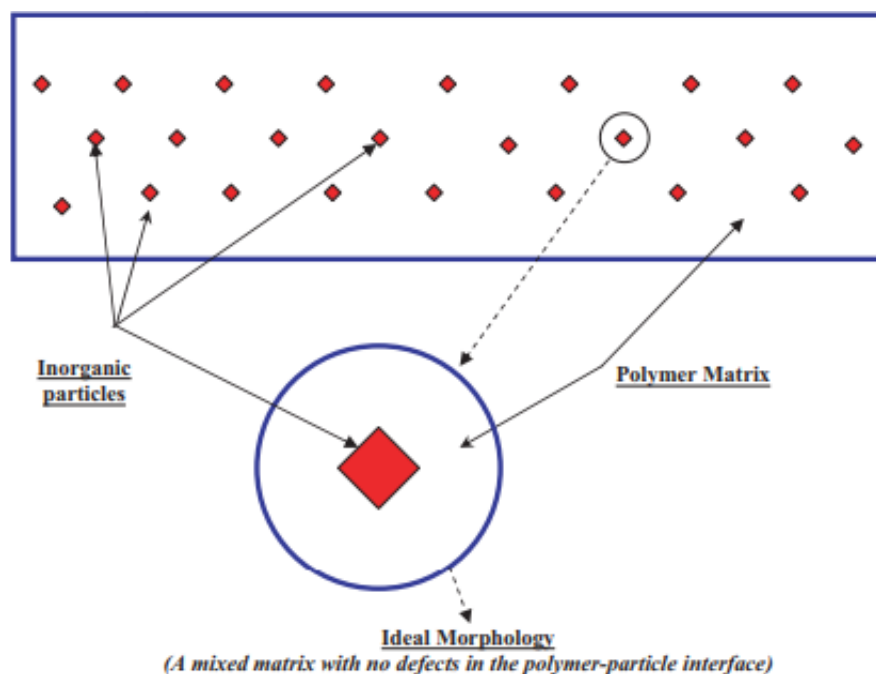 Inorganic
particles
Polymer Matrix
Ideal Morphology
(A mixed matrix with no defects in the polymer-particle interface)